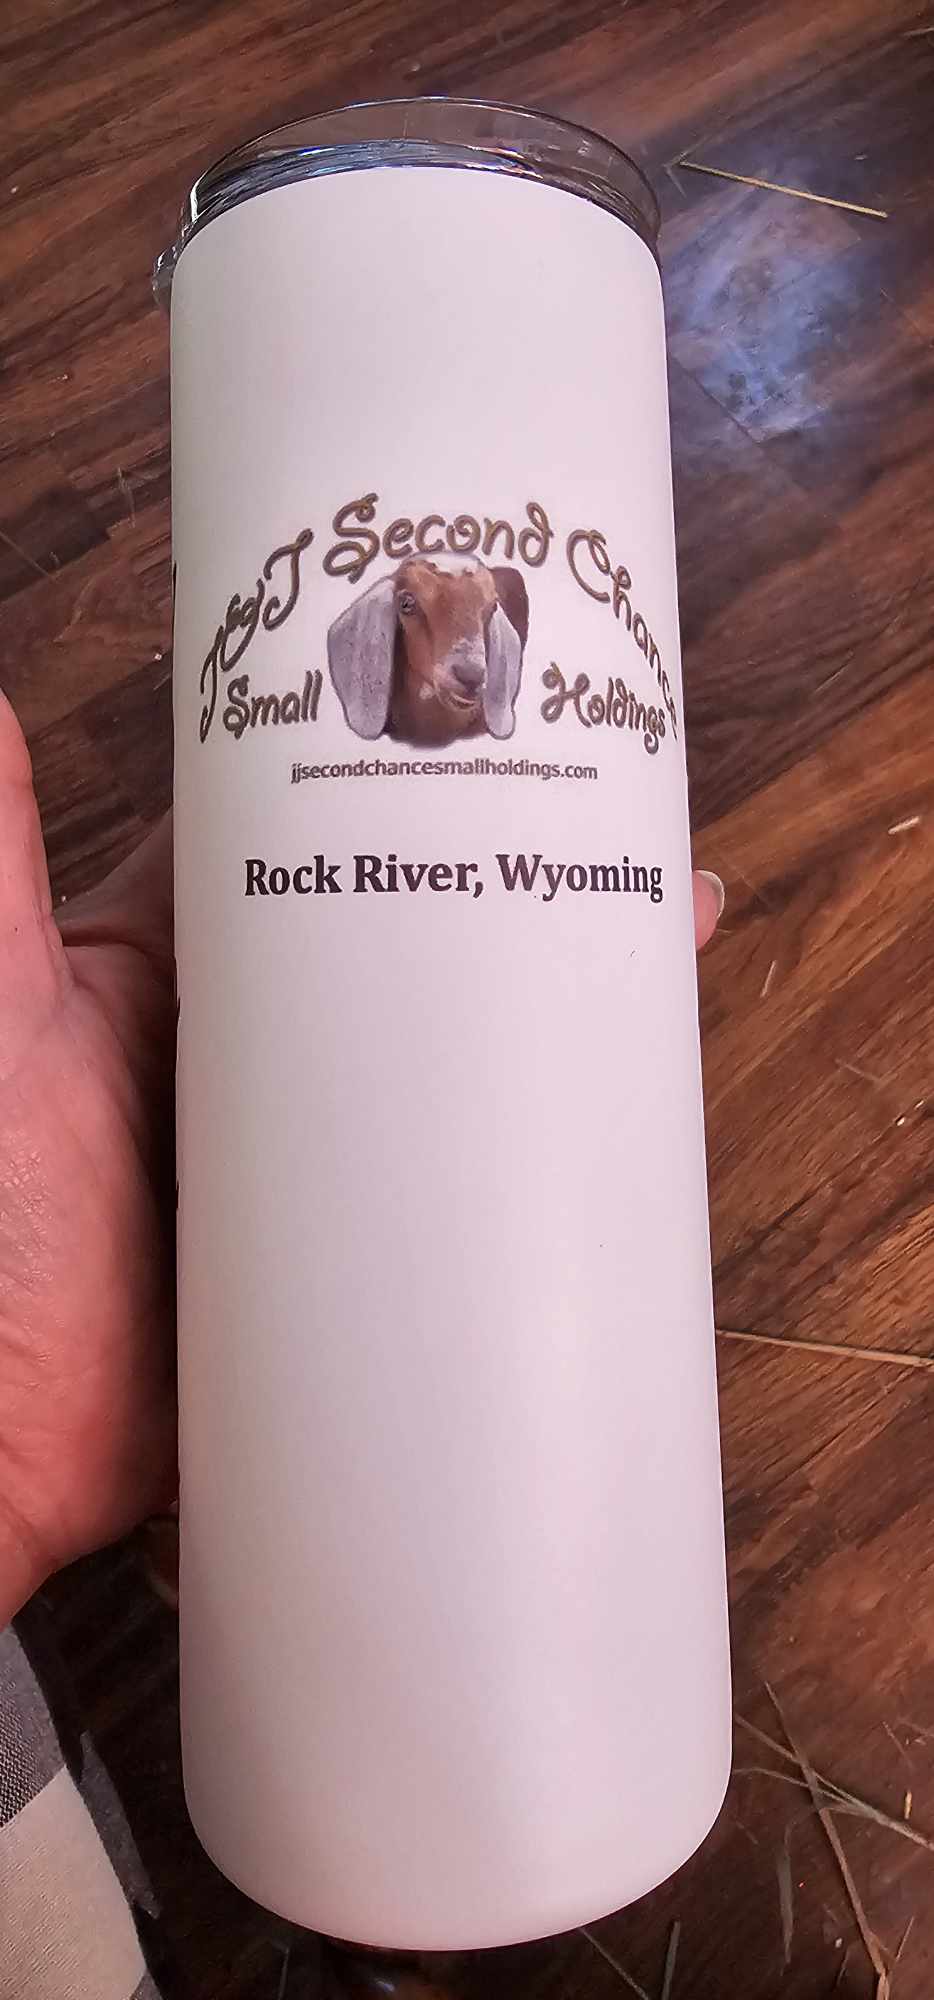 J&J Second Chance
Small Holdings
jjsecondchancesmallholdings.com
Rock River, Wyoming